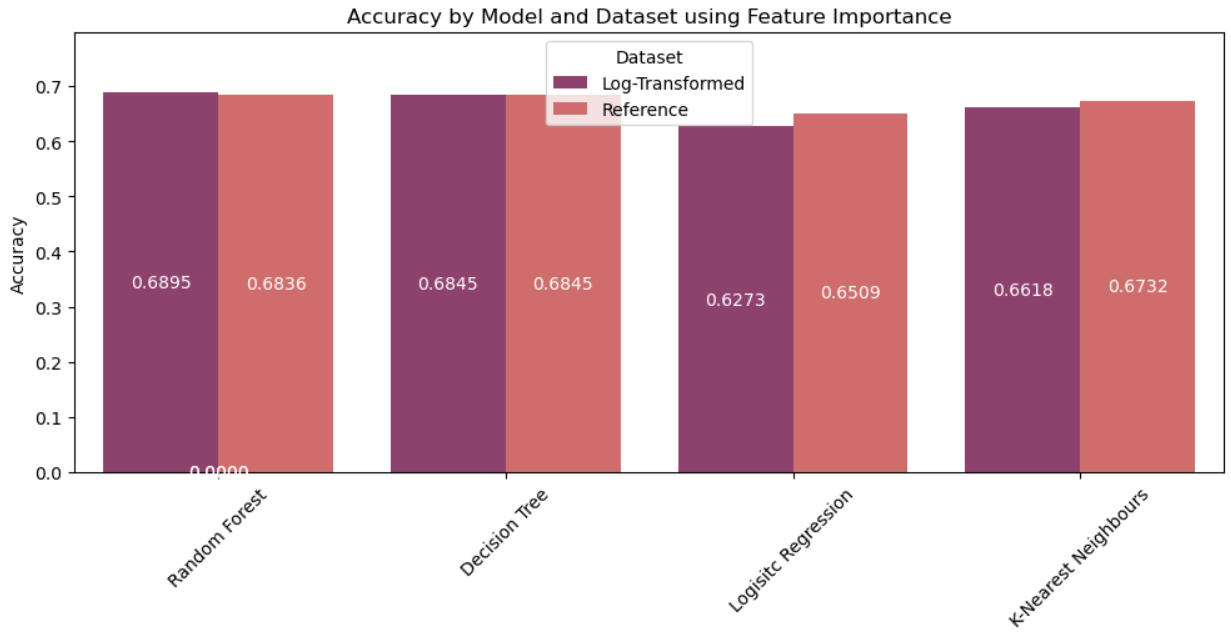 Accuracy by Model and Dataset using Feature Importance
Dataset
Log-Transformed
Reference
Accuracy
0.7
0.6
0.5
0.4
0.3
0.2
0.1
0.0
0.6895
0.6836
0.6845
0.6845
0.6273
0.6509
0.6618
0.6732
0.0000
Random Forest
Decision Tree
Logisitc Regression
K-Nearest Neighbours